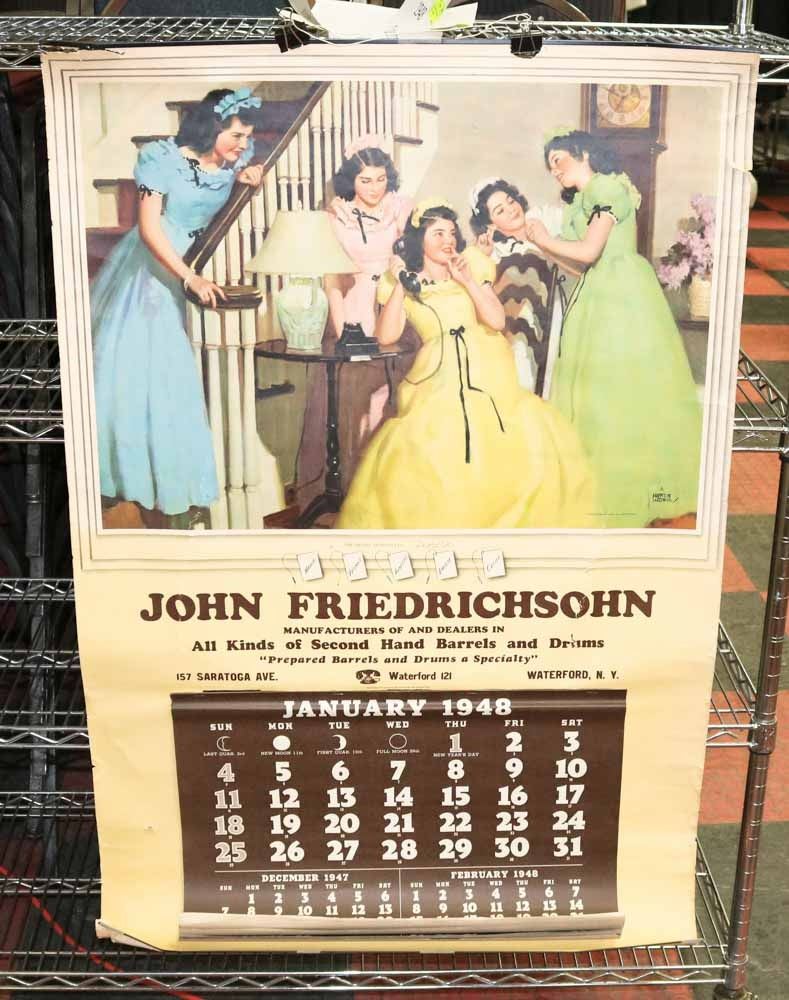 JOHN FRIEDRICHSOHN
MANUFACTURERS OF AND DEALERS IN
All Kinds of Second Hand Barrels and Drums
"Prepared Barrels and Drums a Specialty"
157 SARATOGA AVE. Waterford 121 WATERFORD, N. Y.
JANUARY 1948
SUN MON TUE WED THU FRI SAT
1 2 3
LAST QUAR. 3rd NEW MOON 11th FIRST QUAR. 19th FULL MOON 26th NEW YEAR'S DAY
4 5 6 7 8 9 10
11 12 13 14 15 16 17
18 19 20 21 22 23 24
25 26 27 28 29 30 31
DECEMBER 1947 FEBRUARY 1948
SUN MON TUE WED THU FRI SAT SUN MON TUE WED THU FRI SAT
1 2 3 4 5 6 1 2 3 4 5 6 7
7 8 9 10 11 12 13 8 9 10 11 12 13 14